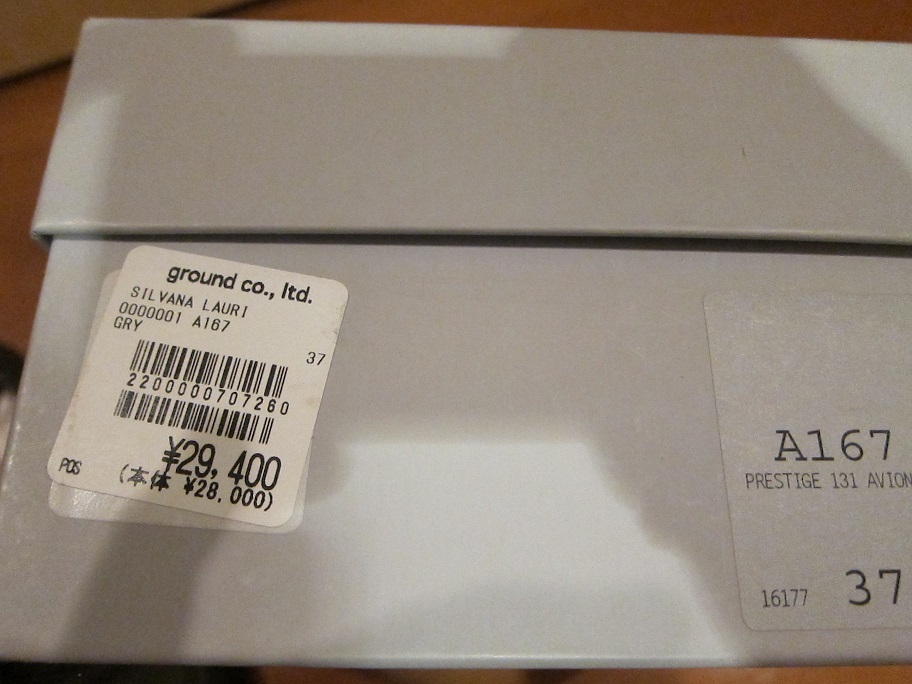 ground co., ltd.
SILVANA LAURI
0000001 A167
GRY
37
2200000707260
¥29,400
POS
(本体 ¥28,000)
A167
PRESTIGE 131 AVION
16177
37